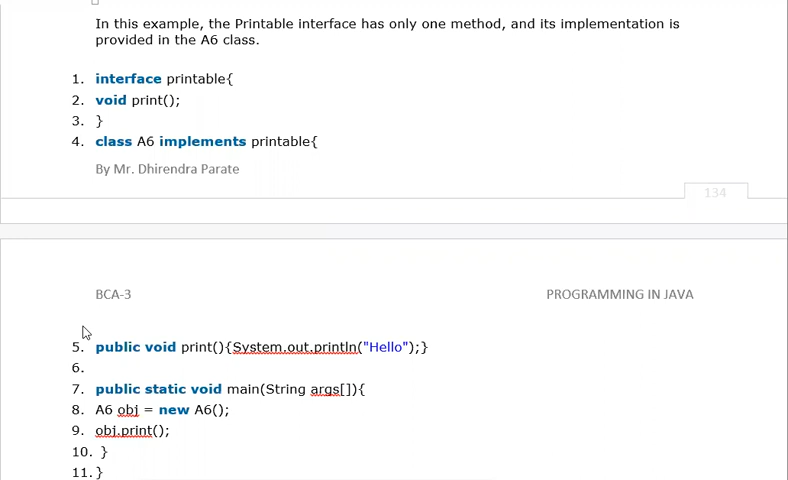 In this example, the Printable interface has only one method, and its implementation is
provided in the A6 class.
1. interface printable{
2. void print();
3. }
4. class A6 implements printable{
By Mr. Dhirendra Parate
134
BCA-3
PROGRAMMING IN JAVA
5. public void print(){System.out.println("Hello");}
6.
7. public static void main(String args[]){
8. A6 obj = new A6();
9. obj.print();
10. }
11. }